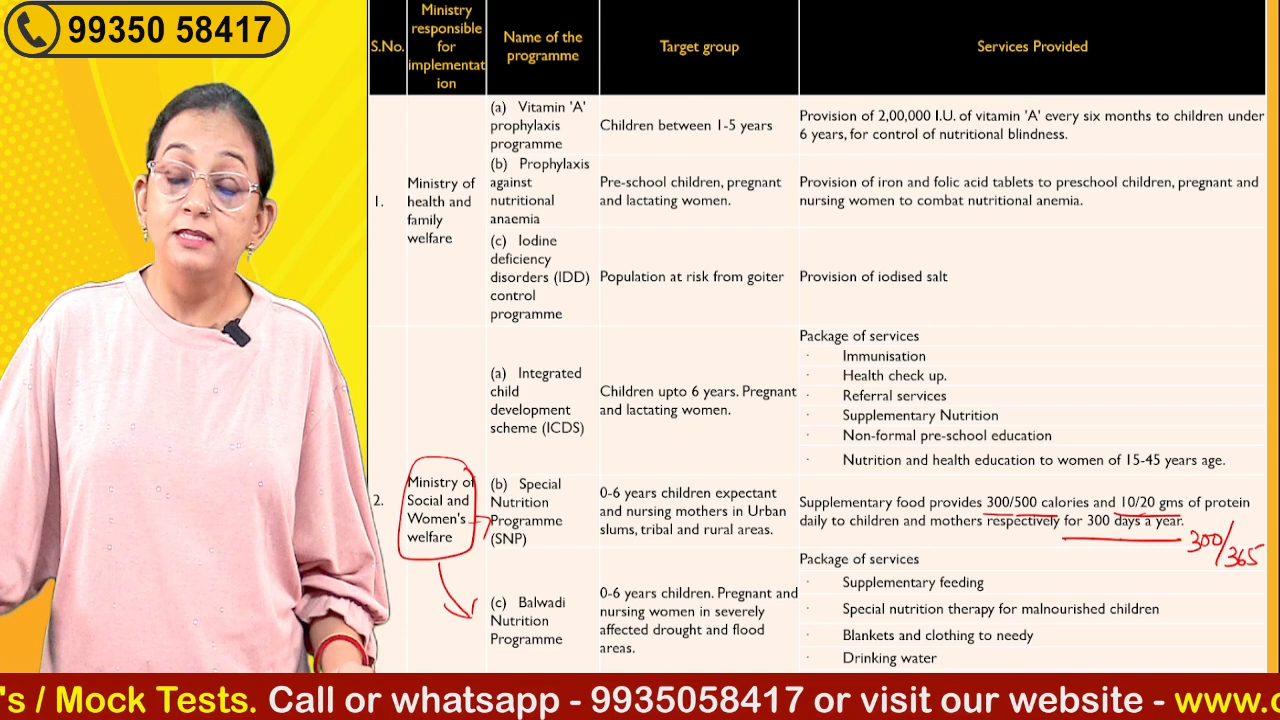 99350 58417
S.No.
Ministry
responsible
for
implementat
ion
Name of the
programme
Target group
Services Provided
1.
Ministry of
health and
family
welfare
(a) Vitamin 'A'
prophylaxis
programme
Children between 1-5 years
Provision of 2,00,000 I.U. of vitamin 'A' every six months to children under
6 years, for control of nutritional blindness.
(b) Prophylaxis
against
nutritional
anaemia
Pre-school children, pregnant
and lactating women.
Provision of iron and folic acid tablets to preschool children, pregnant and
nursing women to combat nutritional anemia.
(c) Iodine
deficiency
disorders (IDD)
control
programme
Population at risk from goiter
Provision of iodised salt
2.
Ministry of
Social and
Women's
welfare
(a) Integrated
child
development
scheme (ICDS)
Children upto 6 years. Pregnant
and lactating women.
Package of services
· Immunisation
· Health check up.
· Referral services
· Supplementary Nutrition
· Non-formal pre-school education
· Nutrition and health education to women of 15-45 years age.
(b) Special
Nutrition
Programme
(SNP)
0-6 years children expectant
and nursing mothers in Urban
slums, tribal and rural areas.
Supplementary food provides 300/500 calories and 10/20 gms of protein
daily to children and mothers respectively for 300 days a year.
300/365
(c) Balwadi
Nutrition
Programme
0-6 years children. Pregnant and
nursing women in severely
affected drought and flood
areas.
Package of services
· Supplementary feeding
· Special nutrition therapy for malnourished children
· Blankets and clothing to needy
· Drinking water
's / Mock Tests. Call or whatsapp - 9935058417 or visit our website - www.